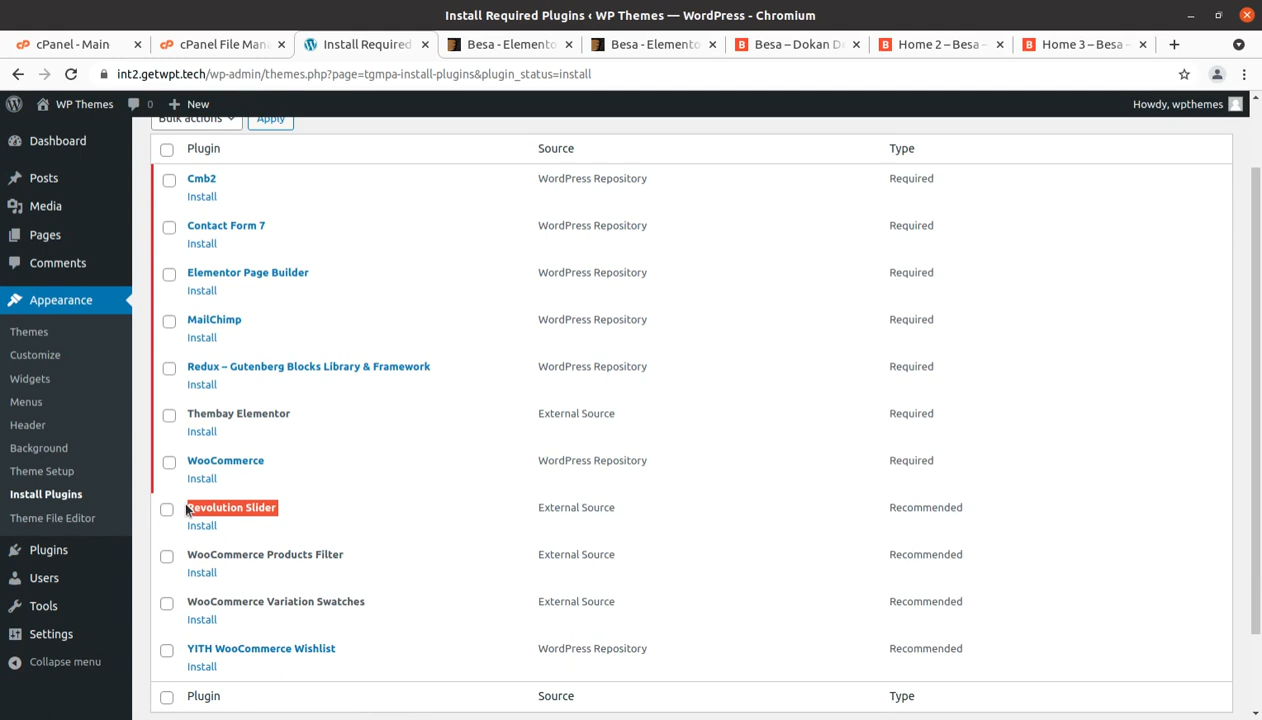 Install Required Plugins ‹ WP Themes — WordPress - Chromium
cPanel - Main
cPanel File Man
Install Required
Besa - Elemento
Besa - Elemento
Besa – Dokan D
Home 2 – Besa –
Home 3 – Besa –
int2.getwpt.tech/wp-admin/themes.php?page=tgmpa-install-plugins&plugin_status=install
WP Themes
0
New
Howdy, wpthemes
Dashboard
Posts
Media
Pages
Comments
Appearance
Themes
Customize
Widgets
Menus
Header
Background
Theme Setup
Install Plugins
Theme File Editor
Plugins
Users
Tools
Settings
Collapse menu
Bulk actions
Apply
Plugin Source Type
Cmb2 WordPress Repository Required
Install
Contact Form 7 WordPress Repository Required
Install
Elementor Page Builder WordPress Repository Required
Install
MailChimp WordPress Repository Required
Install
Redux – Gutenberg Blocks Library & Framework WordPress Repository Required
Install
Thembay Elementor External Source Required
Install
WooCommerce WordPress Repository Required
Install
Revolution Slider External Source Recommended
Install
WooCommerce Products Filter External Source Recommended
Install
WooCommerce Variation Swatches External Source Recommended
Install
YITH WooCommerce Wishlist WordPress Repository Recommended
Install
Plugin Source Type